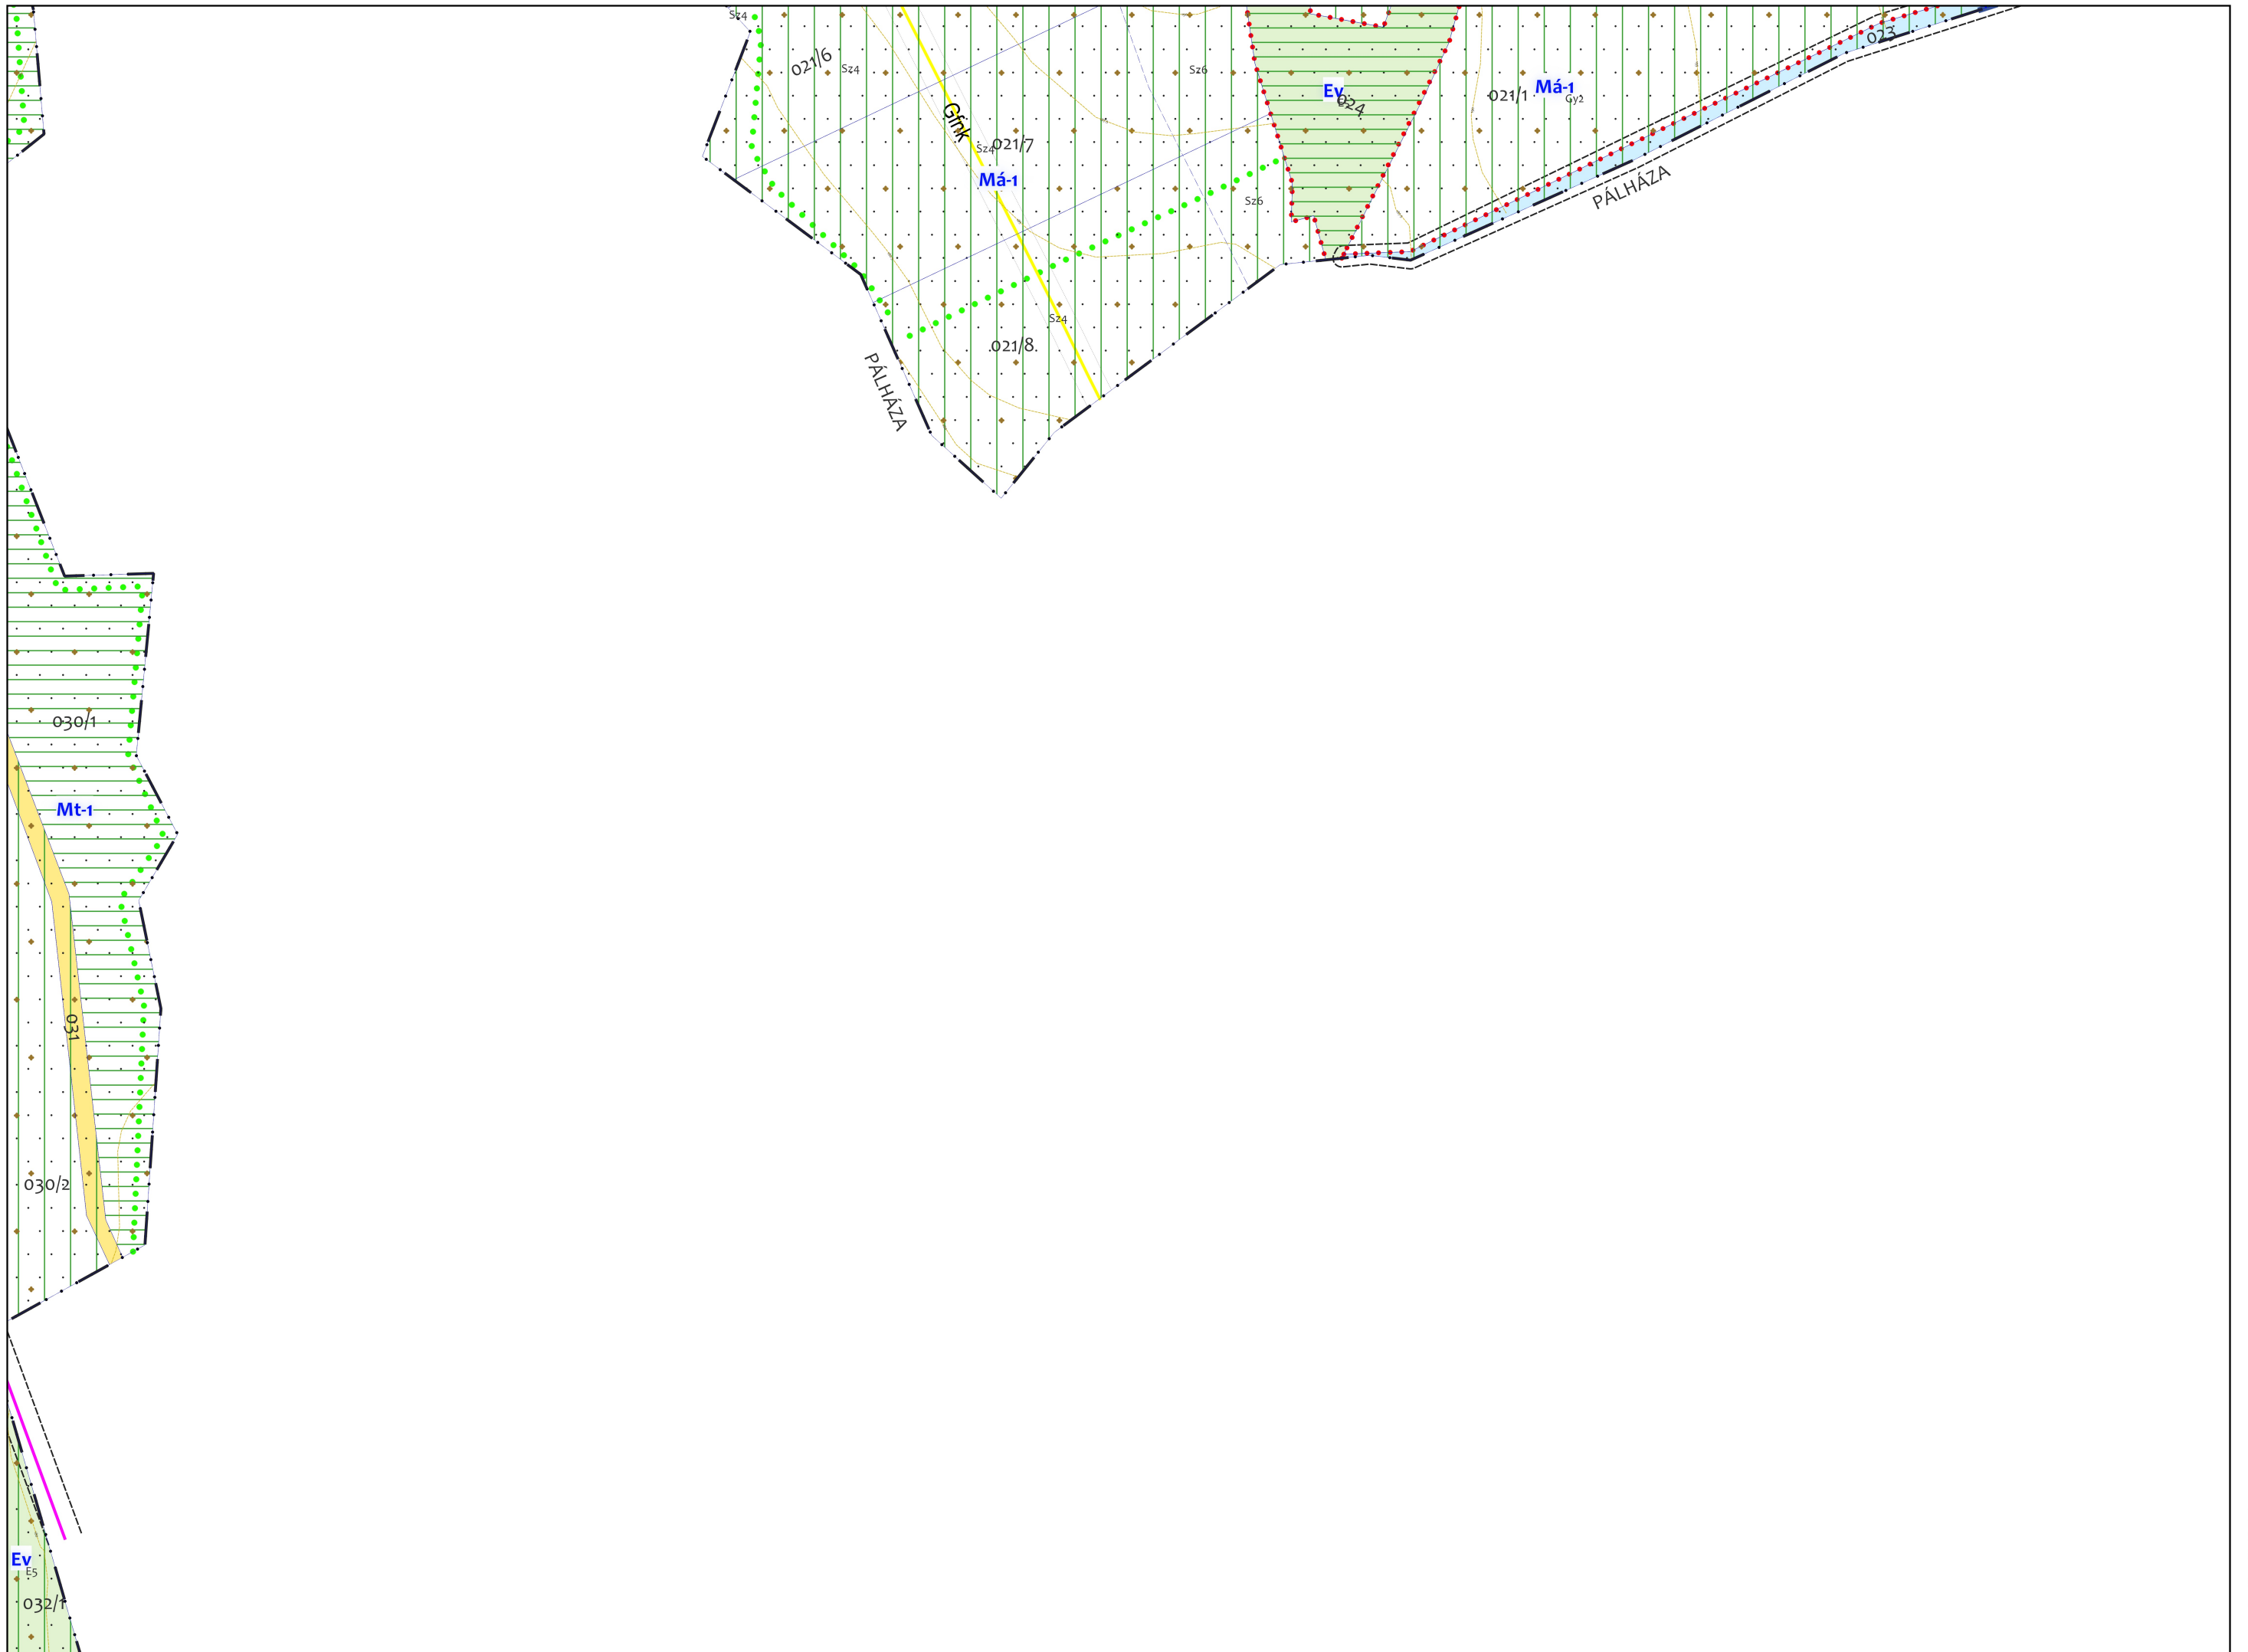 Sz4
021/6
Sz4
Gfnk
Sz4
021/7
Má-1
Sz6
Sz6
Ev
024
021/1
Má-1
Gy2
023
PÁLHÁZA
Sz4
021/8
PÁLHÁZA
030/1
Mt-1
031
030/2
Ev
E5
032/1